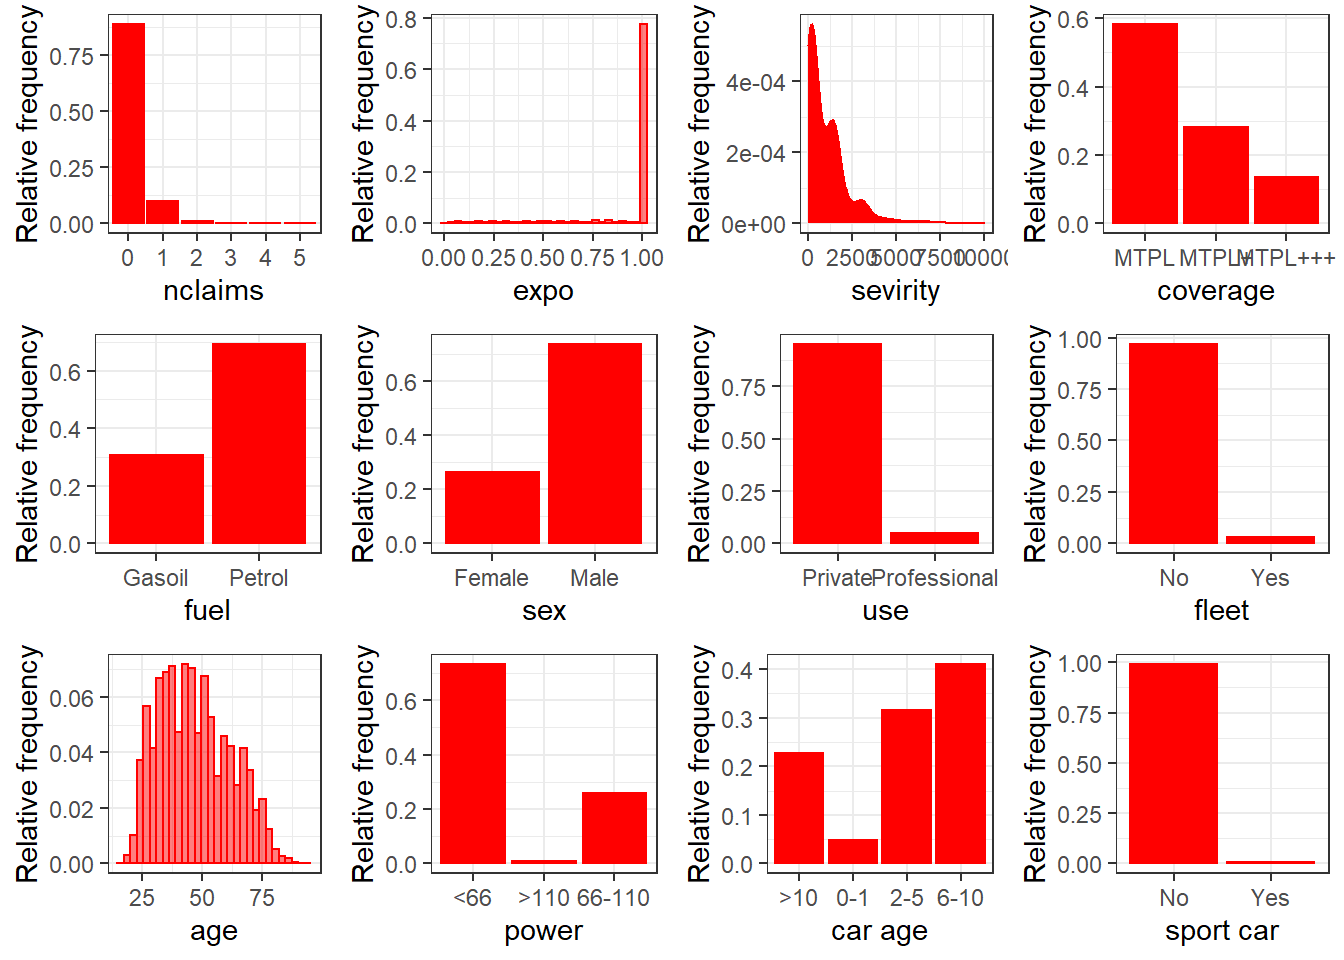 Relative frequency
0.75
0.50
0.25
0.00
0 1 2 3 4 5
nclaims
Relative frequency
0.8
0.6
0.4
0.2
0.0
0.00 0.25 0.50 0.75 1.00
expo
Relative frequency
4e-04
2e-04
0e+00
0 2500 5000 7500 10000
sevirity
Relative frequency
0.6
0.4
0.2
0.0
MTPL MTPL+ MTPL+++
coverage
Relative frequency
0.6
0.4
0.2
0.0
Gasoil Petrol
fuel
Relative frequency
0.6
0.4
0.2
0.0
Female Male
sex
Relative frequency
0.75
0.50
0.25
0.00
Private Professional
use
Relative frequency
1.00
0.75
0.50
0.25
0.00
No Yes
fleet
Relative frequency
0.06
0.04
0.02
0.00
25 50 75
age
Relative frequency
0.6
0.4
0.2
0.0
<66 >110 66-110
power
Relative frequency
0.4
0.3
0.2
0.1
0.0
>10 0-1 2-5 6-10
car age
Relative frequency
1.00
0.75
0.50
0.25
0.00
No Yes
sport car